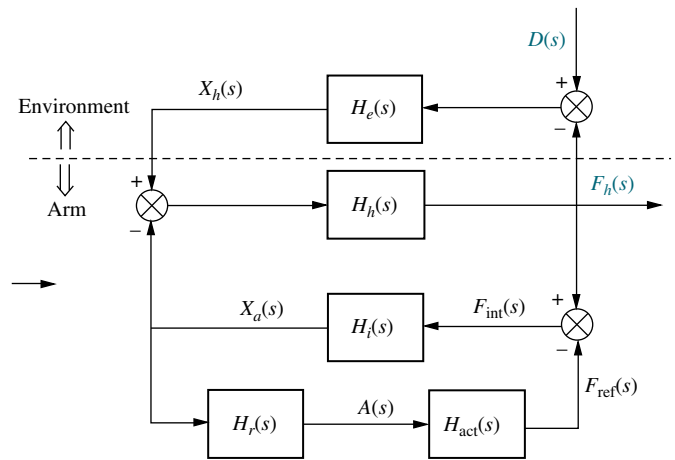 D(s)
+
−
X_h(s)
H_e(s)
Environment
Arm
+
−
H_h(s)
F_h(s)
X_a(s)
H_i(s)
F_int(s)
+
−
F_ref(s)
H_r(s)
A(s)
H_act(s)